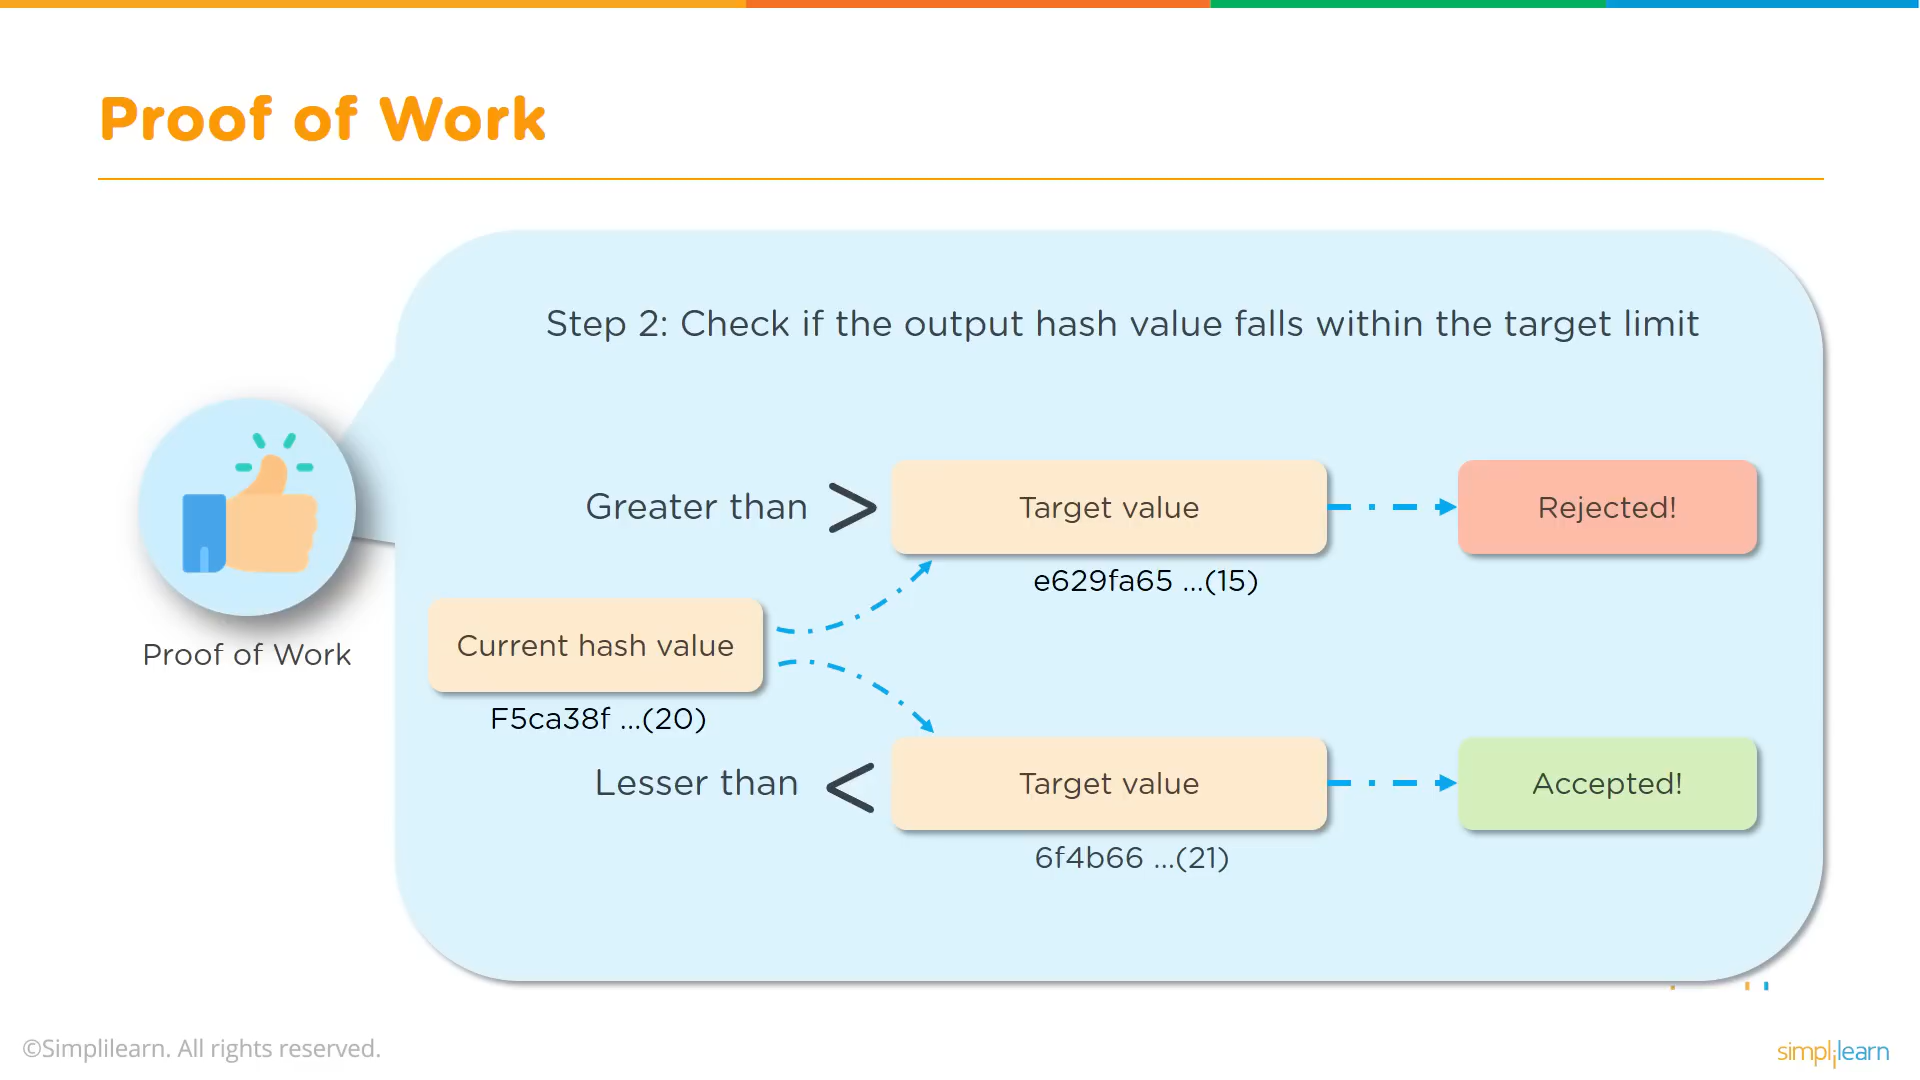 Proof of Work
Step 2: Check if the output hash value falls within the target limit
Greater than >
Target value
Rejected!
e629fa65 ...(15)
Current hash value
Proof of Work
F5ca38f ...(20)
Lesser than <
Target value
Accepted!
6f4b66 ...(21)
©Simplilearn. All rights reserved.
simplilearn